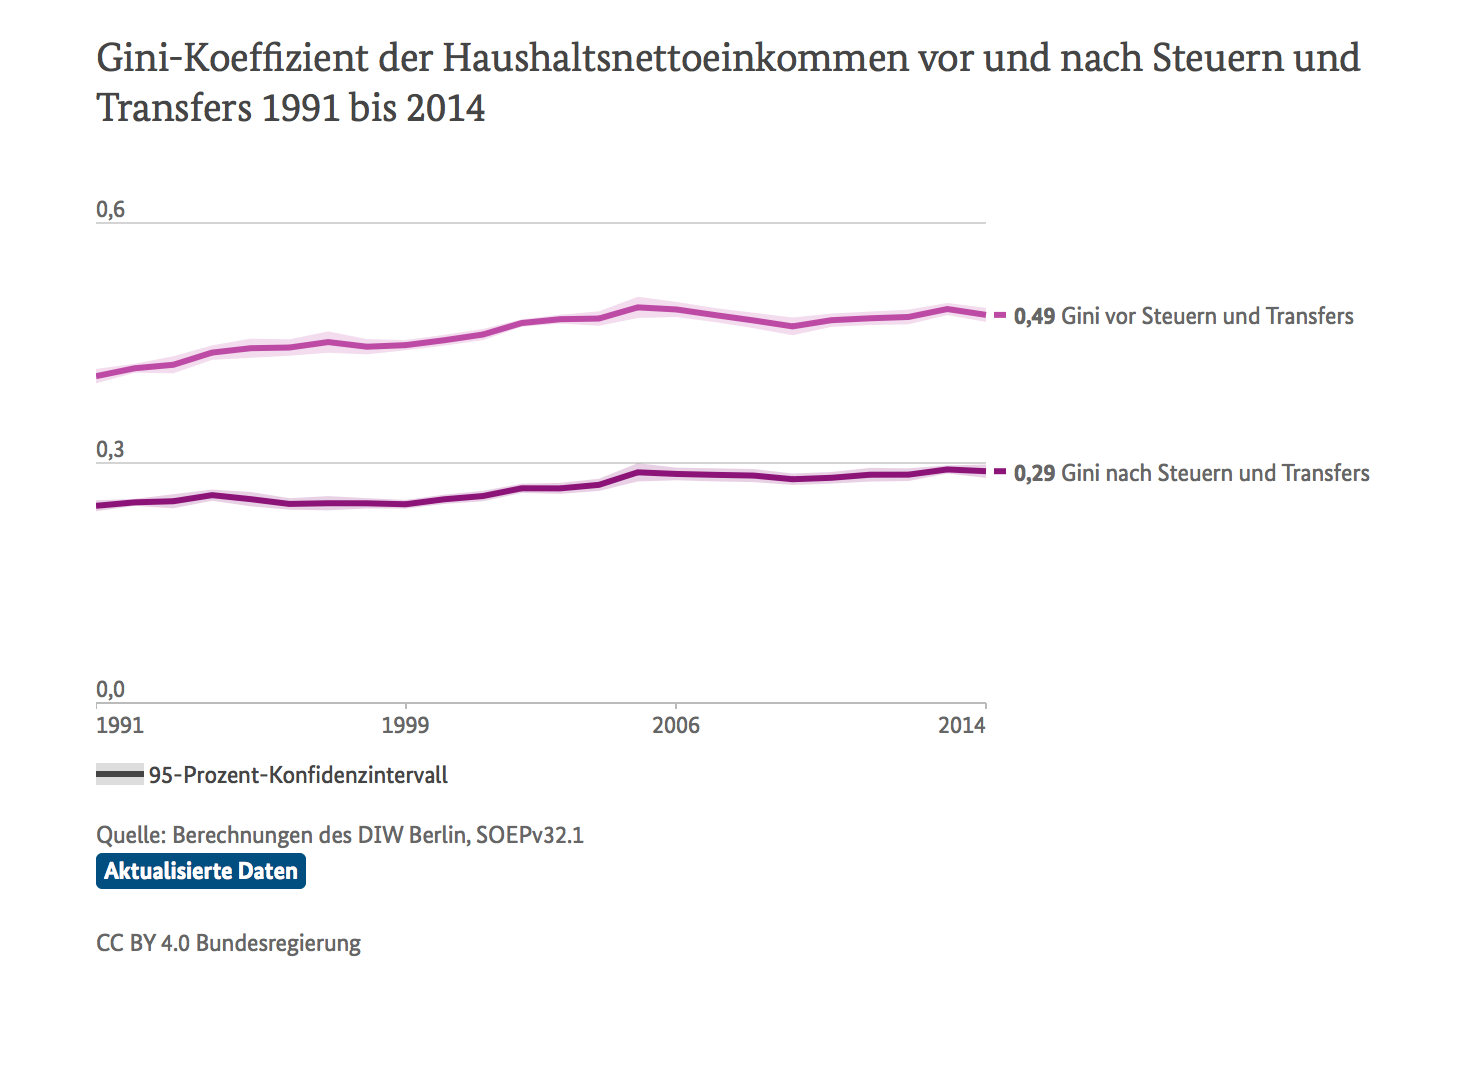 Gini-Koeffizient der Haushaltsnettoeinkommen vor und nach Steuern und
Transfers 1991 bis 2014
0,6
0,49 Gini vor Steuern und Transfers
0,3
0,29 Gini nach Steuern und Transfers
0,0
1991 1999 2006 2014
95-Prozent-Konfidenzintervall
Quelle: Berechnungen des DIW Berlin, SOEPv32.1
Aktualisierte Daten
CC BY 4.0 Bundesregierung